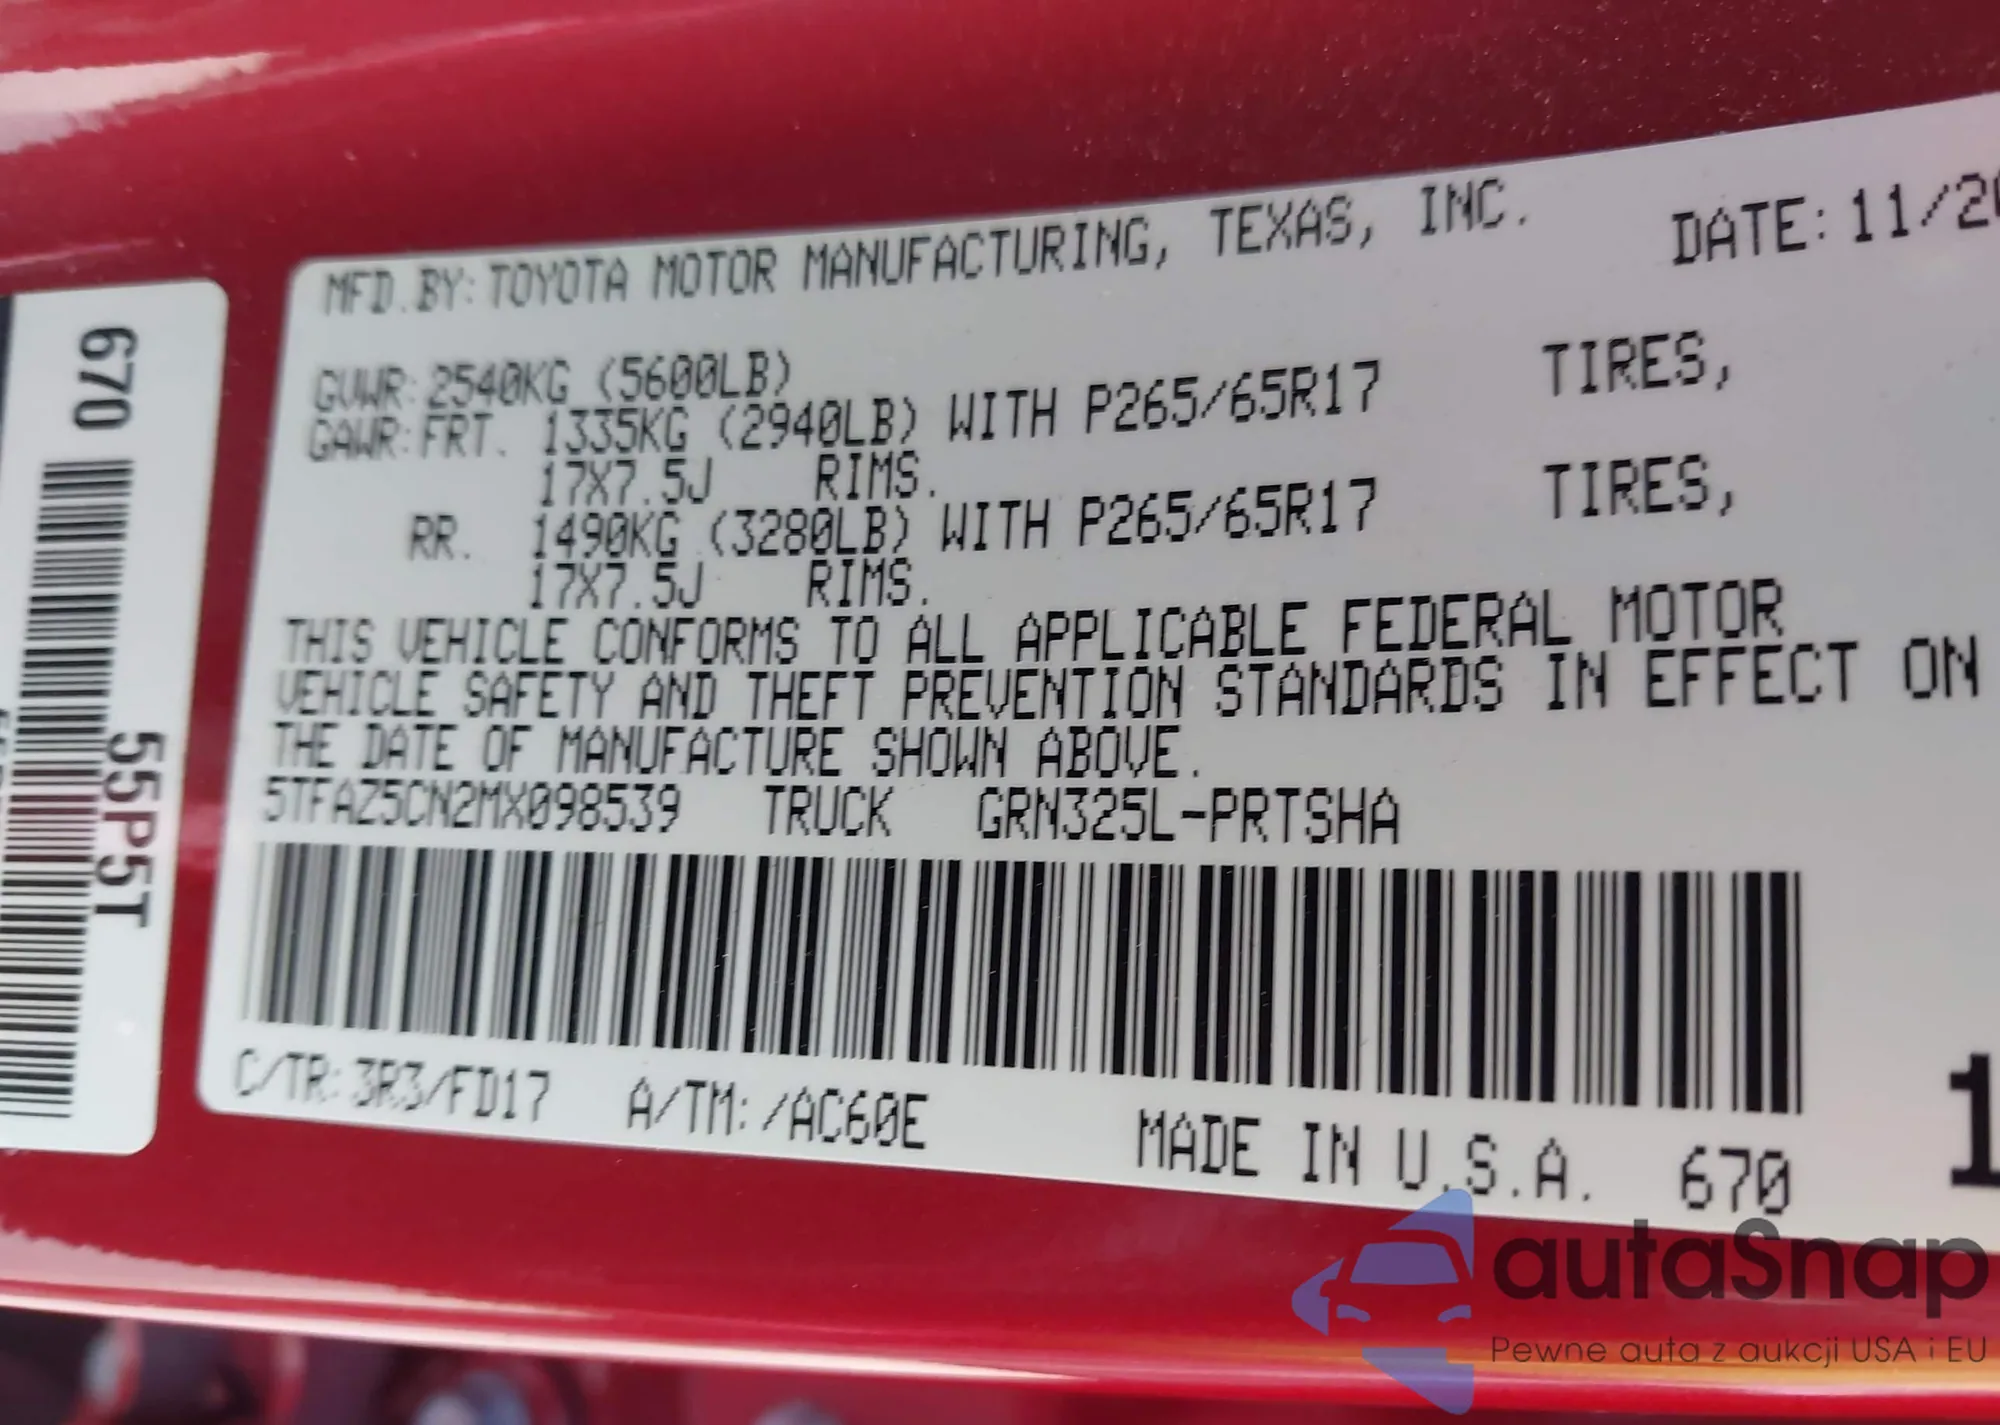 MFD.BY:TOYOTA MOTOR MANUFACTURING, TEXAS, INC. DATE:11/20
GVWR:2540KG (5600LB)
GAWR:FRT. 1335KG (2940LB) WITH P265/65R17 TIRES,
17X7.5J RIMS.
RR. 1490KG (3280LB) WITH P265/65R17 TIRES,
17X7.5J RIMS.
THIS VEHICLE CONFORMS TO ALL APPLICABLE FEDERAL MOTOR
VEHICLE SAFETY AND THEFT PREVENTION STANDARDS IN EFFECT ON
THE DATE OF MANUFACTURE SHOWN ABOVE.
5TFAZ5CN2MX098539 TRUCK GRN325L-PRTSHA
C/TR:3R3/FD17 A/TM:/AC60E
MADE IN U.S.A. 670
1
670
55P5T
autaSnap
Pewne auta z aukcji USA i EU